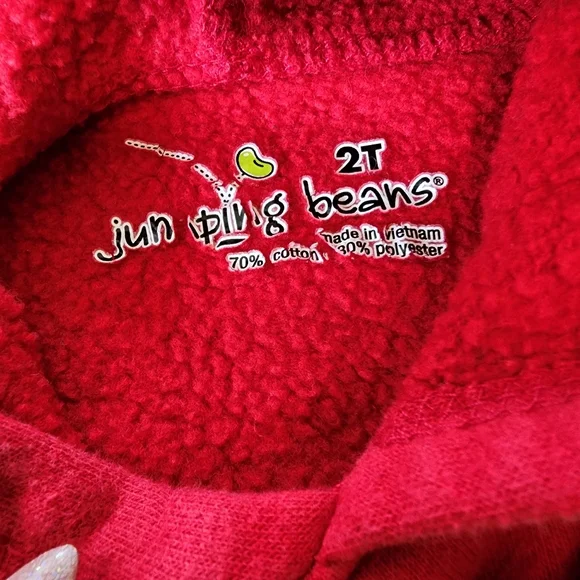 2T
jumping beans®
made in vietnam
70% cotton 30% polyester